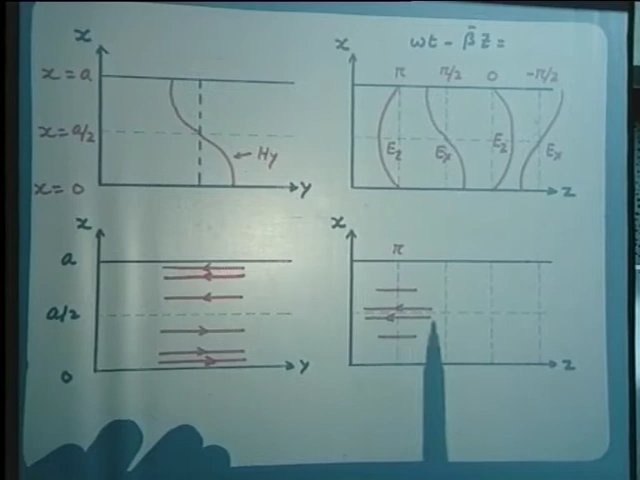 x
x = a
x = a/2
x = 0
Hy
y
x
ωt - β̄z =
π π/2 0 -π/2
Ez Ex Ez Ex
z
x
a
a/2
0
y
x
π
z